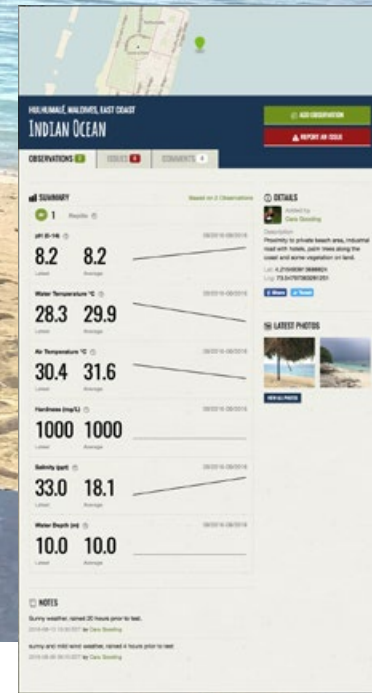 HULHUMALÉ, MALDIVES, EAST COAST
INDIAN OCEAN
ADD OBSERVATION
REPORT AN ISSUE
OBSERVATIONS
ISSUES
COMMENTS
SUMMARY
Based on 2 Observations
1
pH (0-14)
8.2 8.2
Latest Average
Water Temperature °C
28.3 29.9
Latest Average
Air Temperature °C
30.4 31.6
Latest Average
Hardness (mg/L)
1000 1000
Latest Average
Salinity (ppt)
33.0 18.1
Latest Average
Water Depth (m)
10.0 10.0
Latest Average
NOTES
Sunny weather, rained 20 hours prior to test.
by Cara Gooding
sunny and mild wind weather, rained 4 hours prior to test
by Cara Gooding
DETAILS
Added by
Cara Gooding
Description
Proximity to private beach area, industrial
road with hotels, palm trees along the
coast and some vegetation on land.
Share
Tweet
LATEST PHOTOS
VIEW ALL PHOTOS